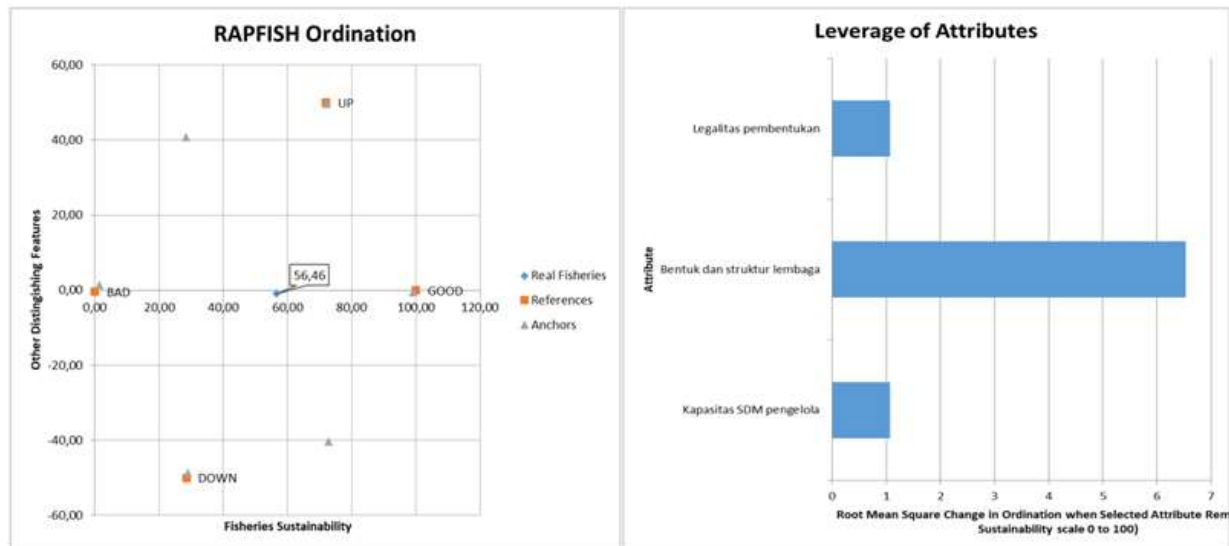 RAPFISH Ordination
60,00
UP
40,00
20,00
56,46
0,00
BAD
GOOD
0,00
20,00
40,00
60,00
80,00
100,00
120,00
-20,00
-40,00
DOWN
-60,00
Other Distingishing Features
Fisheries Sustainability
Real Fisheries
References
Anchors
Leverage of Attributes
Legalitas pembentukan
Bentuk dan struktur lembaga
Kapasitas SDM pengelola
Attribute
0
1
2
3
4
5
6
7
Root Mean Square Change in Ordination when Selected Attribute Rem
Sustainability scale 0 to 100)